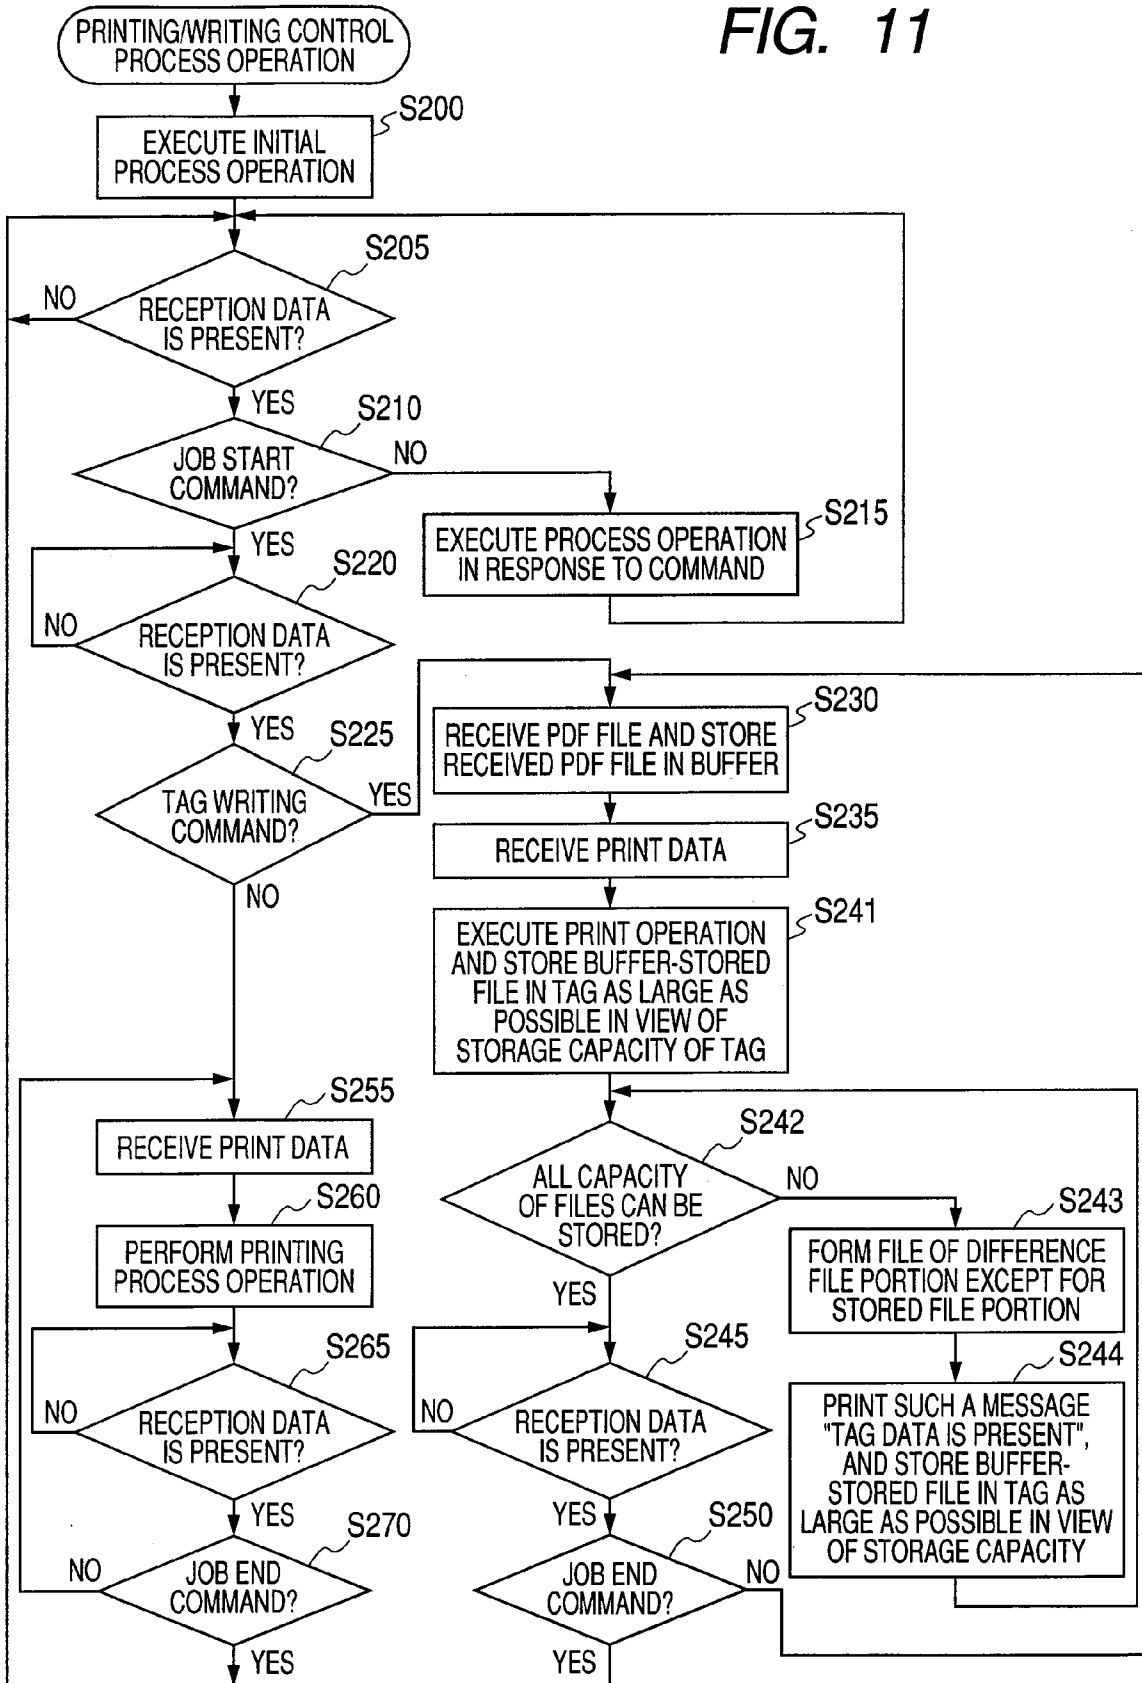 FIG. 11
PRINTING/WRITING CONTROL
PROCESS OPERATION
S200
EXECUTE INITIAL
PROCESS OPERATION
S205
NO
RECEPTION DATA
IS PRESENT?
YES
S210
JOB START
COMMAND?
NO
S215
EXECUTE PROCESS OPERATION
IN RESPONSE TO COMMAND
YES
S220
NO
RECEPTION DATA
IS PRESENT?
YES
S225
TAG WRITING
COMMAND?
YES
NO
S230
RECEIVE PDF FILE AND STORE
RECEIVED PDF FILE IN BUFFER
S235
RECEIVE PRINT DATA
S241
EXECUTE PRINT OPERATION
AND STORE BUFFER-STORED
FILE IN TAG AS LARGE AS
POSSIBLE IN VIEW OF
STORAGE CAPACITY OF TAG
S242
ALL CAPACITY
OF FILES CAN BE
STORED?
NO
YES
S243
FORM FILE OF DIFFERENCE
FILE PORTION EXCEPT FOR
STORED FILE PORTION
S244
PRINT SUCH A MESSAGE
"TAG DATA IS PRESENT",
AND STORE BUFFER-
STORED FILE IN TAG AS
LARGE AS POSSIBLE IN VIEW
OF STORAGE CAPACITY
S245
NO
RECEPTION DATA
IS PRESENT?
YES
S250
JOB END
COMMAND?
NO
YES
S255
RECEIVE PRINT DATA
S260
PERFORM PRINTING
PROCESS OPERATION
S265
NO
RECEPTION DATA
IS PRESENT?
YES
S270
NO
JOB END
COMMAND?
YES